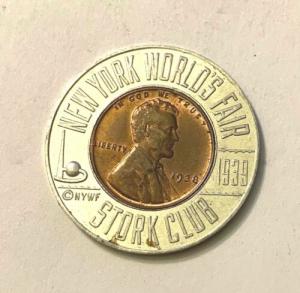 NEW YORK WORLD'S FAIR
1939
IN GOD WE TRUST
LIBERTY
1938
©NYWF
STORK CLUB